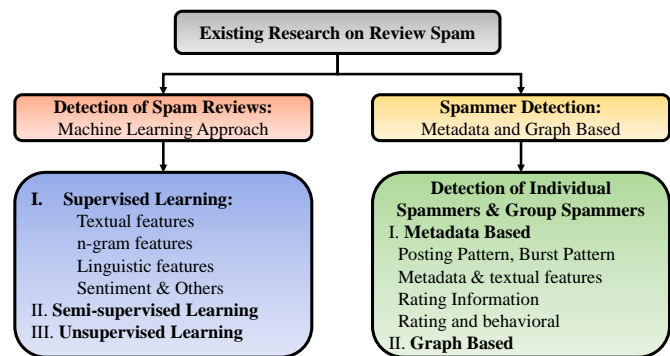 Existing Research on Review Spam
Detection of Spam Reviews:
Machine Learning Approach
Spammer Detection:
Metadata and Graph Based
I. Supervised Learning:
Textual features
n-gram features
Linguistic features
Sentiment & Others
II. Semi-supervised Learning
III. Unsupervised Learning
Detection of Individual
Spammers & Group Spammers
I. Metadata Based
Posting Pattern, Burst Pattern
Metadata & textual features
Rating Information
Rating and behavioral
II. Graph Based